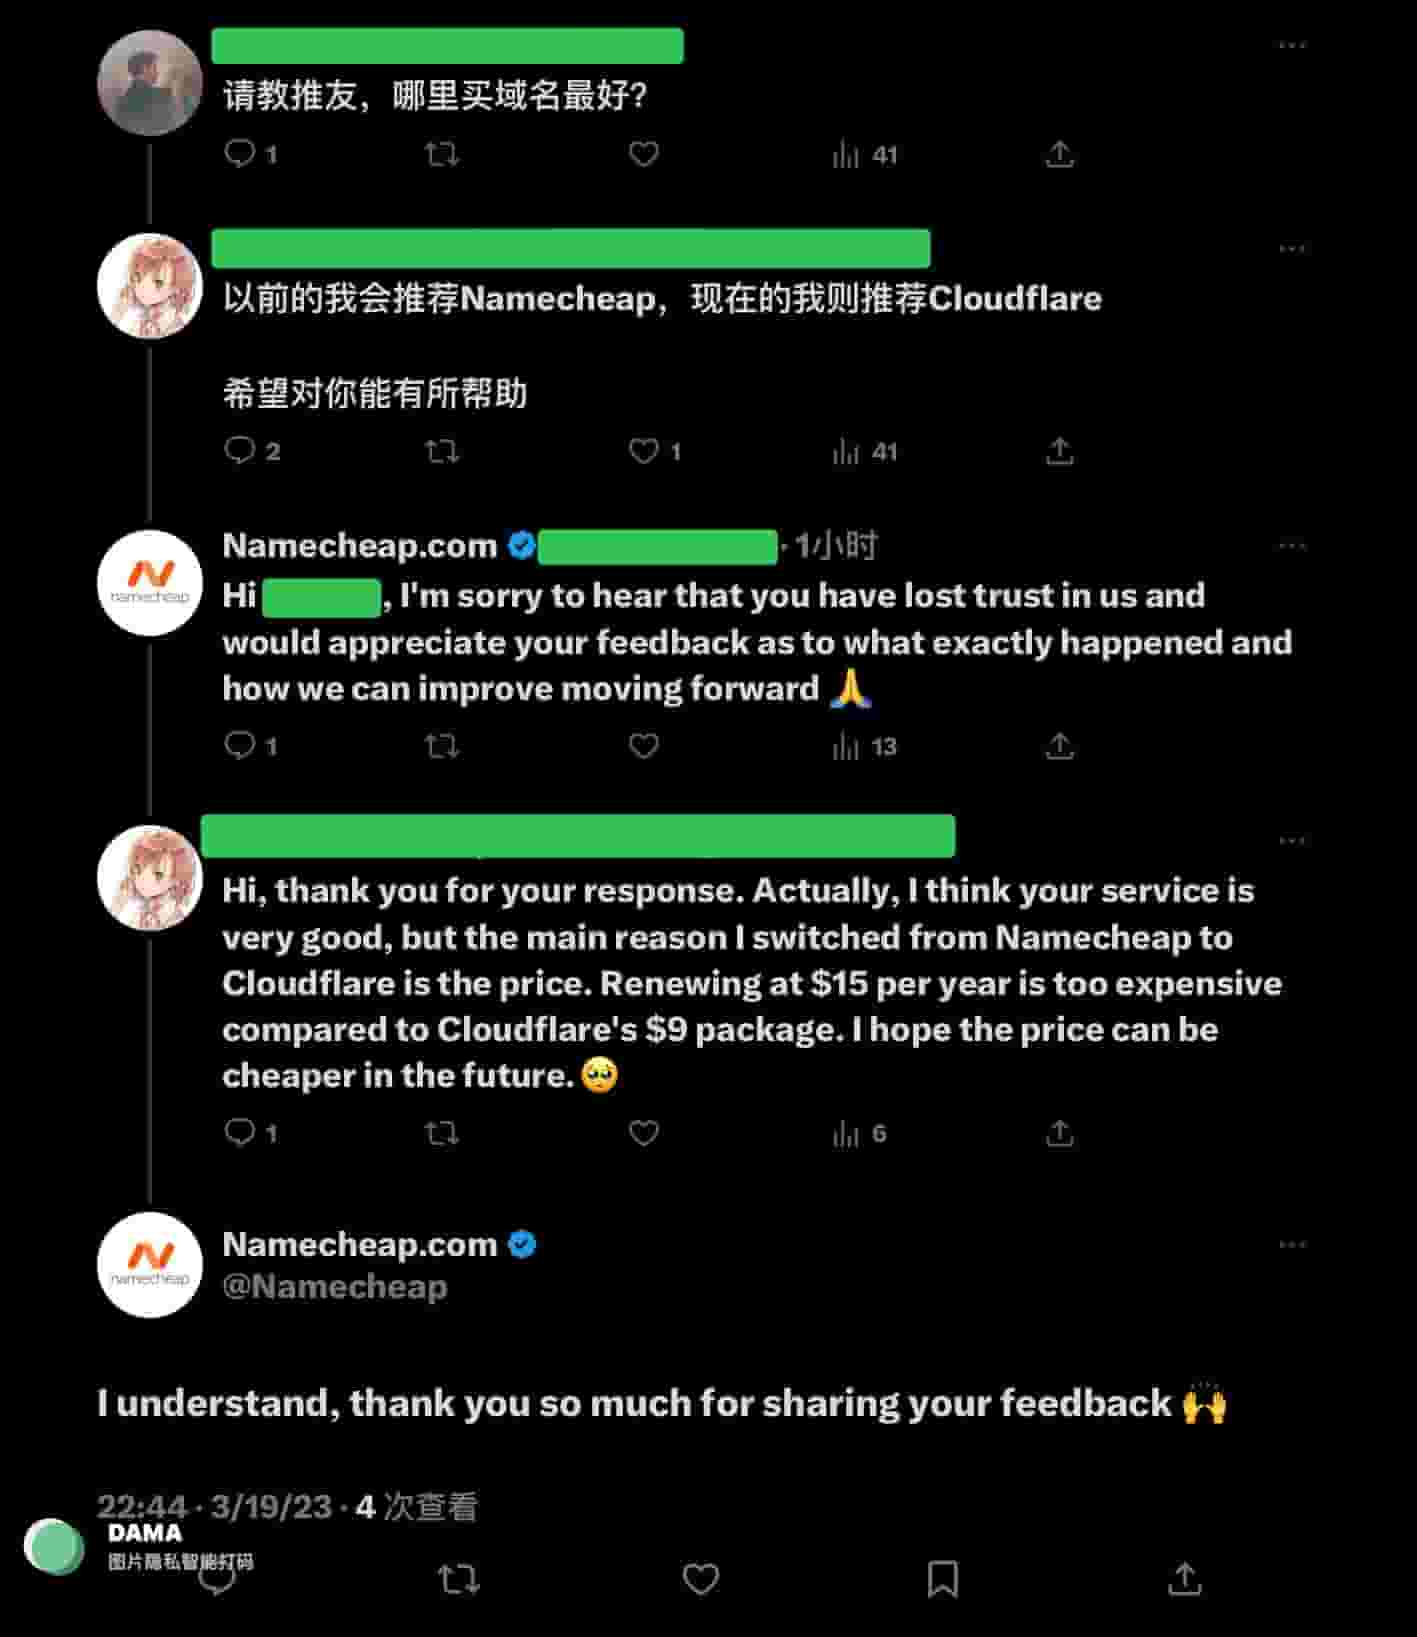 请教推友，哪里买域名最好?
1
41
以前的我会推荐Namecheap，现在的我则推荐Cloudflare
希望对你能有所帮助
2
1
41
Namecheap.com
· 1小时
namecheap
Hi , I'm sorry to hear that you have lost trust in us and
would appreciate your feedback as to what exactly happened and
how we can improve moving forward 🙏
1
13
Hi, thank you for your response. Actually, I think your service is
very good, but the main reason I switched from Namecheap to
Cloudflare is the price. Renewing at $15 per year is too expensive
compared to Cloudflare's $9 package. I hope the price can be
cheaper in the future. 🥺
1
6
Namecheap.com
namecheap
@Namecheap
I understand, thank you so much for sharing your feedback 🙌
22:44 · 3/19/23 · 4 次查看
DAMA
图片隐私智能打码